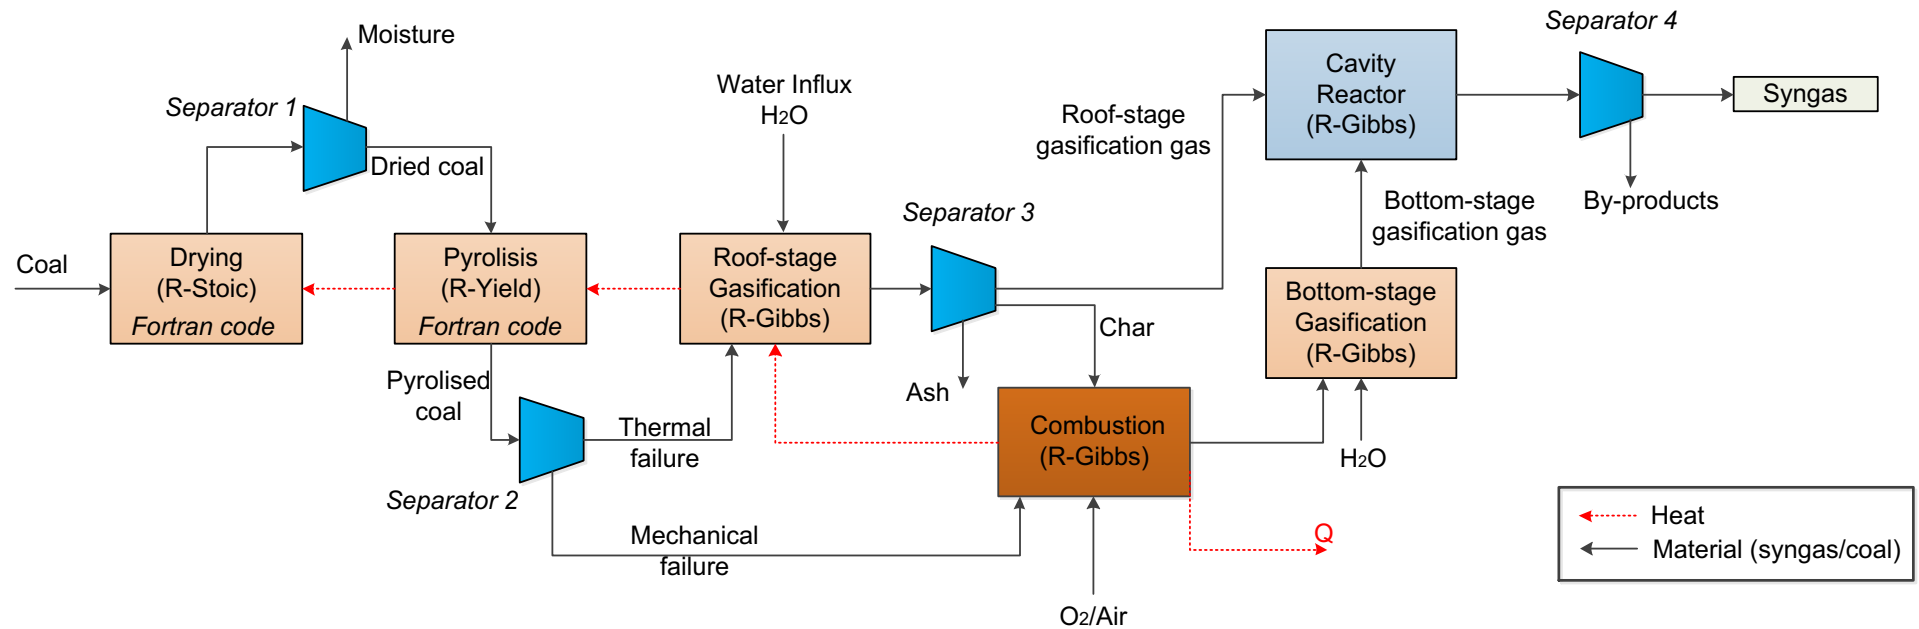 Separator 4
Moisture
Cavity
Reactor
(R-Gibbs)
Syngas
Water Influx
H2O
Separator 1
Roof-stage
gasification gas
Dried coal
Separator 3
Bottom-stage
gasification gas
By-products
Coal
Drying
(R-Stoic)
Fortran code
Pyrolisis
(R-Yield)
Fortran code
Roof-stage
Gasification
(R-Gibbs)
Bottom-stage
Gasification
(R-Gibbs)
Char
Pyrolised
coal
Ash
Thermal
failure
Combustion
(R-Gibbs)
H2O
Separator 2
Mechanical
failure
Q
O2/Air
Heat
Material (syngas/coal)